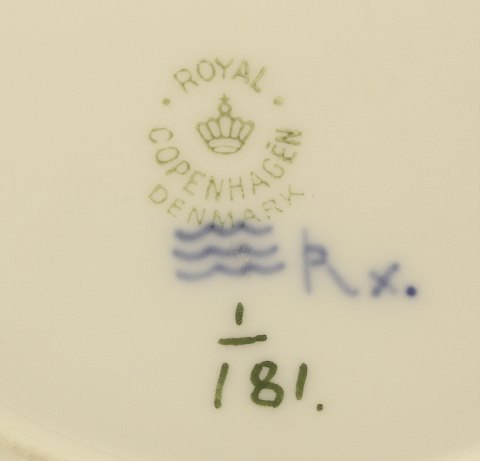 ROYAL
COPENHAGEN
DENMARK
Rx.
1
181.